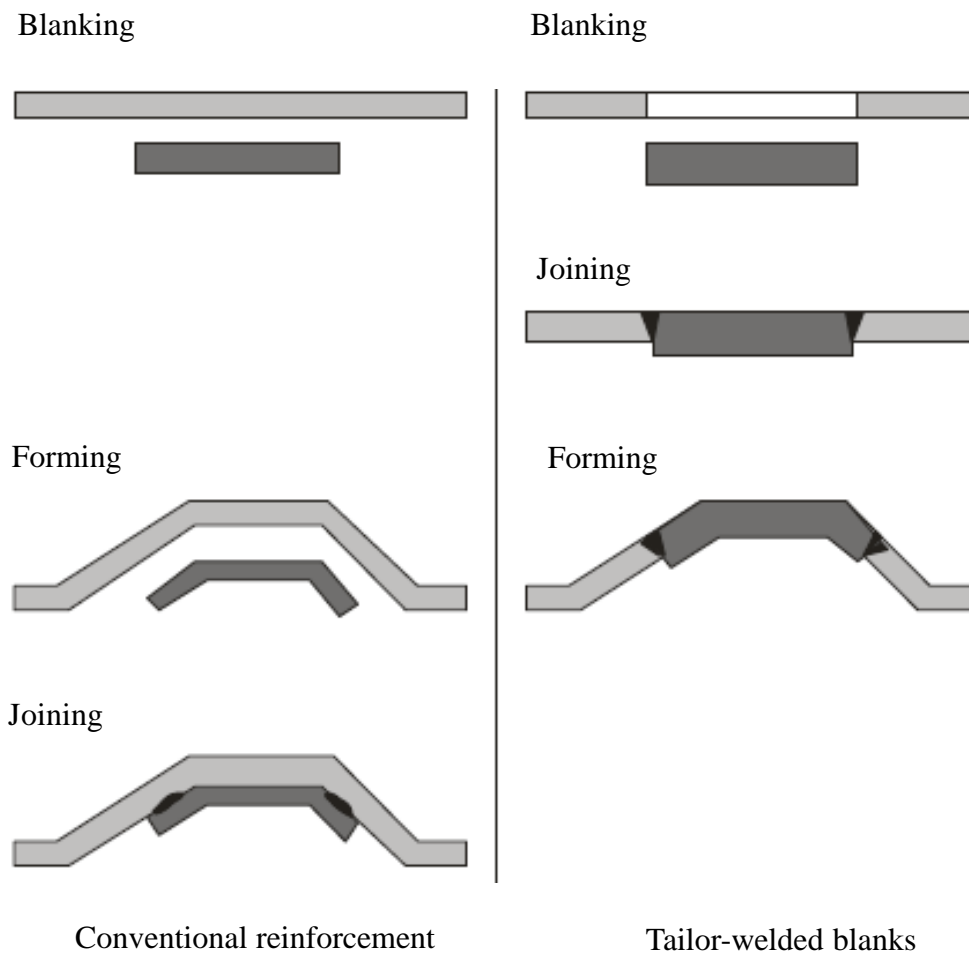 Blanking
Blanking
Joining
Forming
Forming
Joining
Conventional reinforcement
Tailor-welded blanks